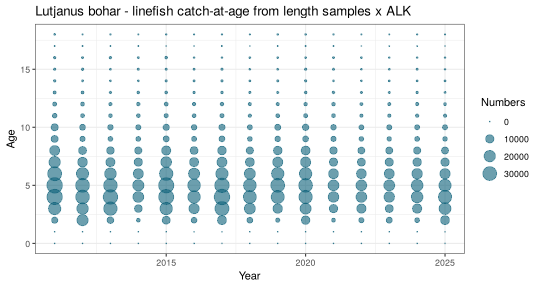 Lutjanus bohar - linefish catch-at-age from length samples x ALK
Age
15
10
5
0
2015
2020
2025
Year
Numbers
0
10000
20000
30000